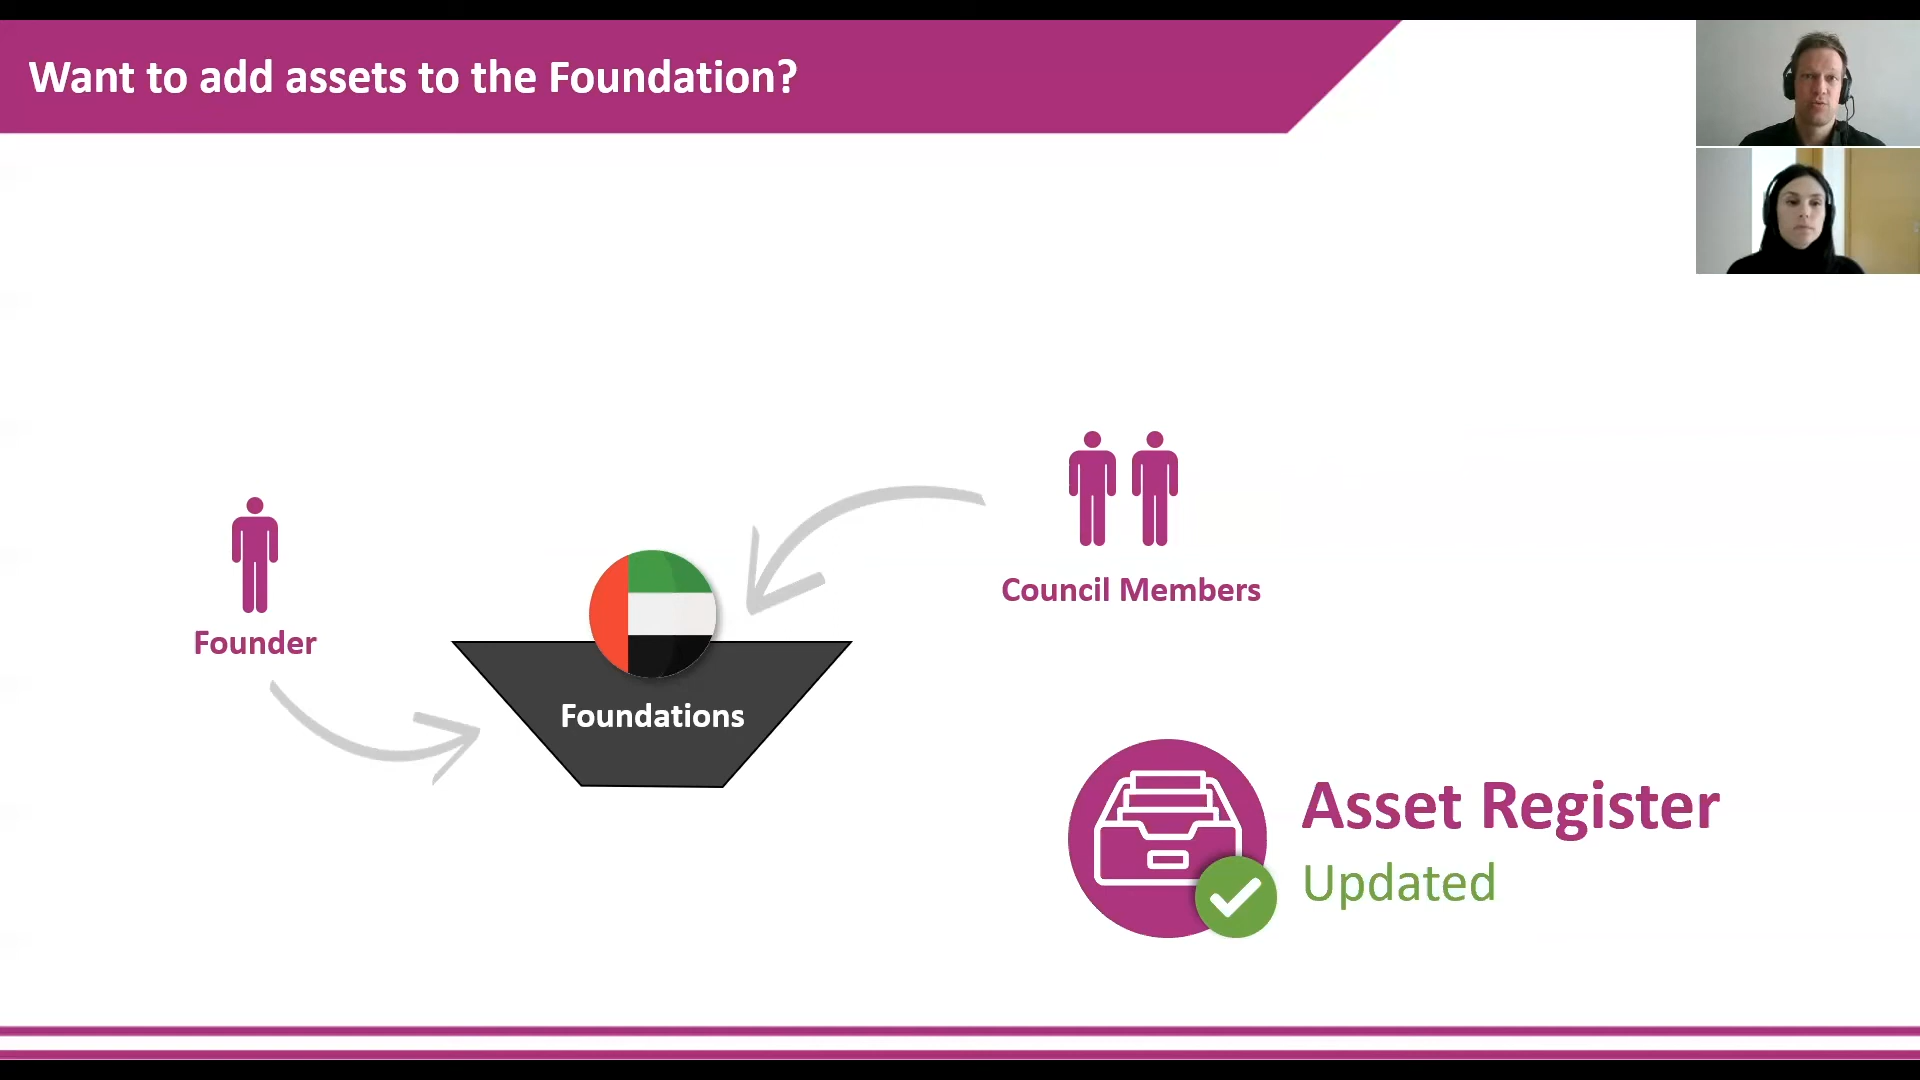 Want to add assets to the Foundation?
Founder
Foundations
Council Members
Asset Register
Updated